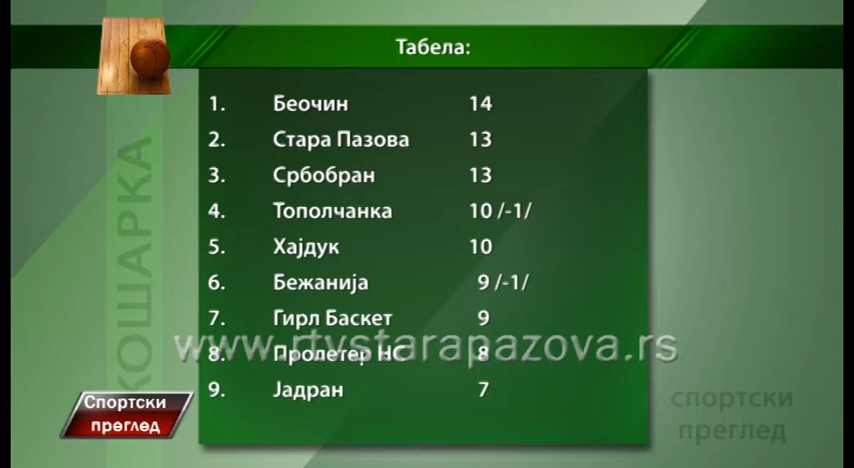 Табела:
1. Беочин 14
2. Стара Пазова 13
3. Србобран 13
4. Тополчанка 10 /-1/
5. Хајдук 10
6. Бежанија 9 /-1/
7. Гирл Баскет 9
www.rtvstarapazova.rs
8. Пролетер НС 8
9. Јадран 7
КОШАРКА
Спортски
преглед
спортски
преглед